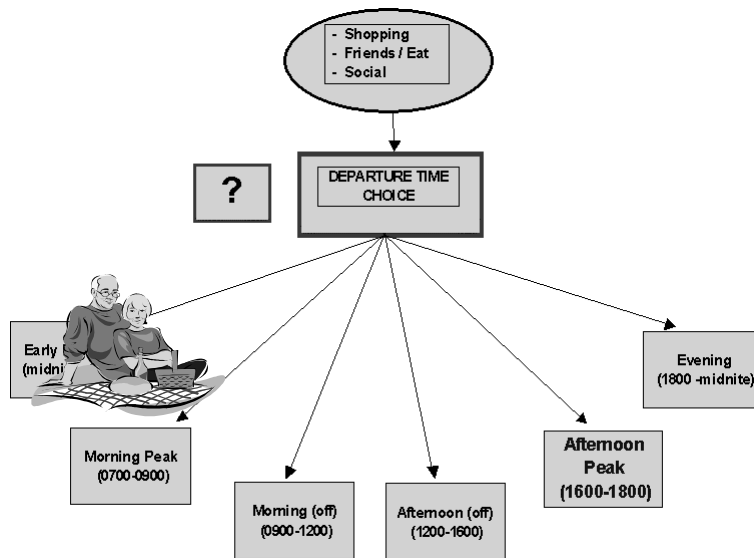 - Shopping
- Friends / Eat
- Social
?
DEPARTURE TIME
CHOICE
Early
Evening
(1800 -midnite)
Morning Peak
(0700-0900)
Afternoon
Peak
(1600-1800)
Morning (off)
(0900-1200)
Afternoon (off)
(1200-1600)